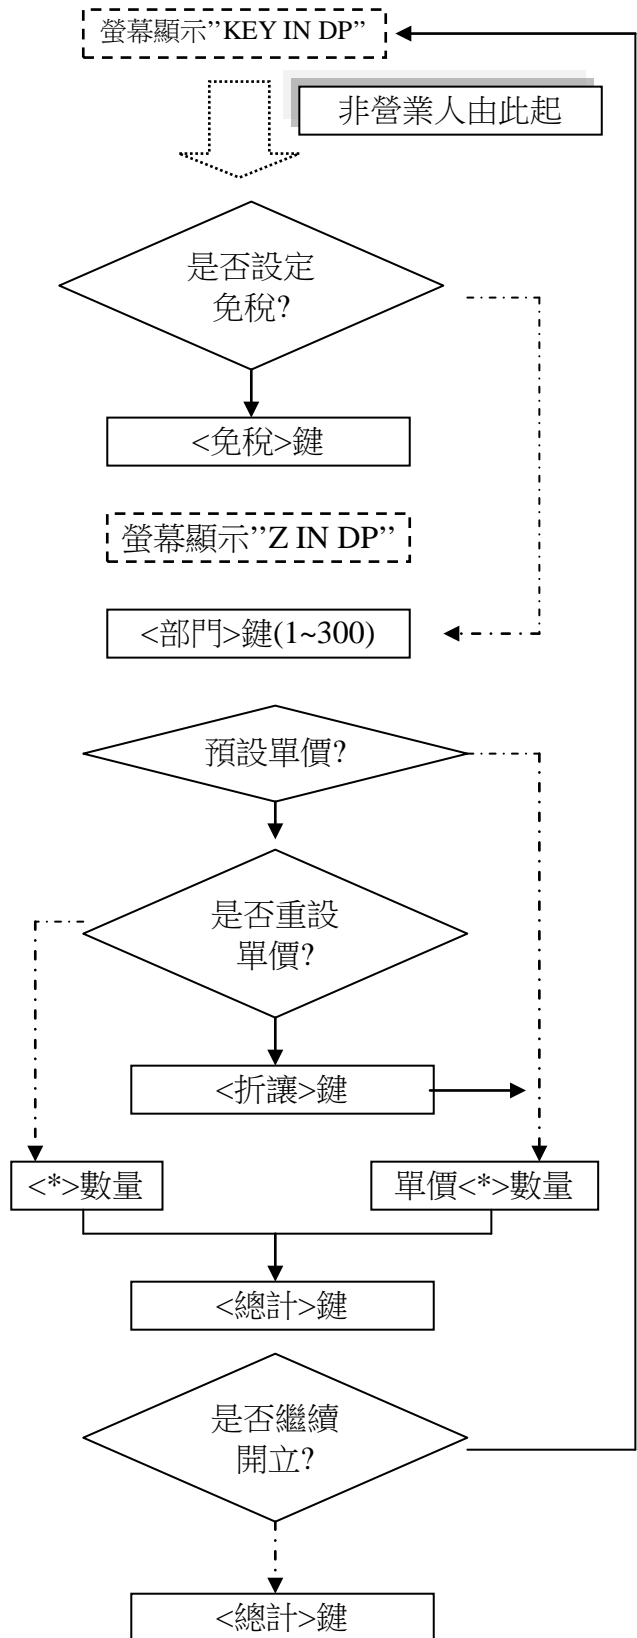 螢幕顯示’’KEY IN DP’’
非營業人由此起
是否設定
免稅?
<免稅>鍵
螢幕顯示’’Z IN DP’’
<部門>鍵(1~300)
預設單價?
是否重設
單價?
<折讓>鍵
<*>數量
單價<*>數量
<總計>鍵
是否繼續
開立?
<總計>鍵